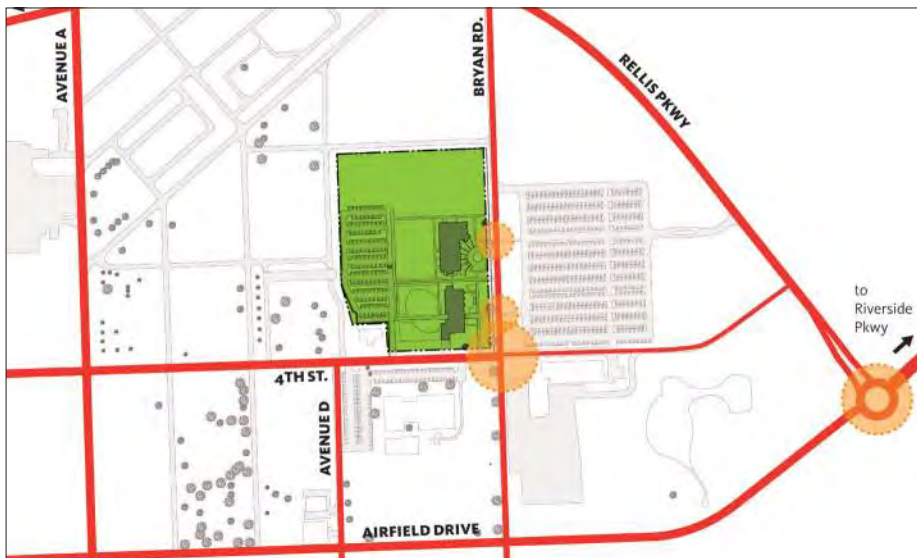 AVENUE A
BRYAN RD.
RELLIS PKWY
to
Riverside
Pkwy
4TH ST.
AVENUE D
AIRFIELD DRIVE